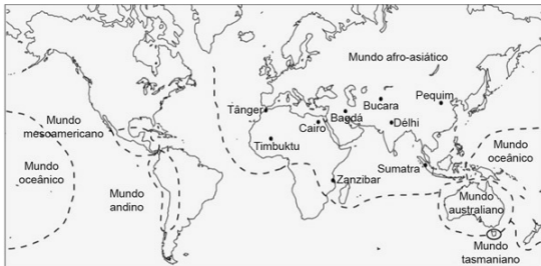 Mundo afro-asiático
Pequim
Bucara
Tânger
Bagdá
Délhi
Mundo
mesoamericano
Cairo
Timbuktu
Mundo
oceânico
Mundo
oceânico
Sumatra
Zanzibar
Mundo
andino
Mundo
australiano
Mundo
tasmaniano